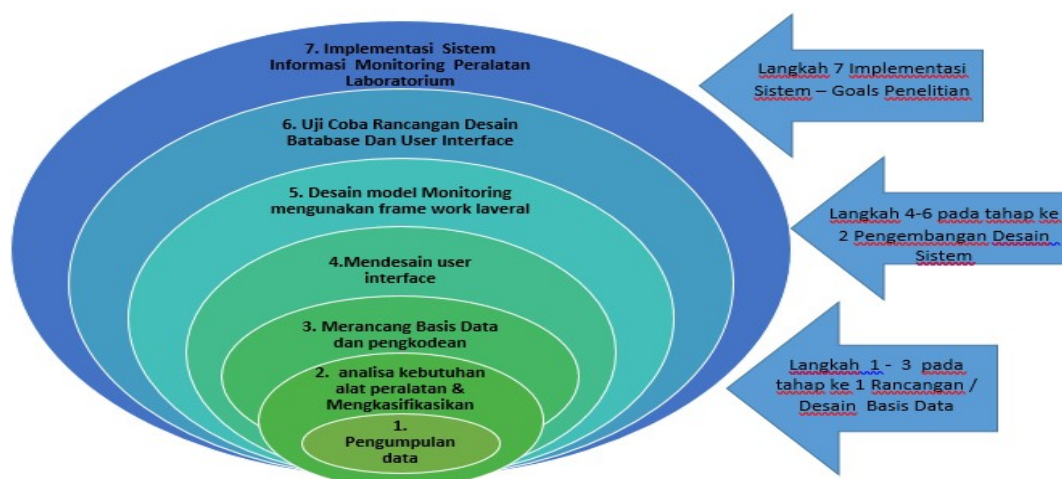 7. Implementasi Sistem
Informasi Monitoring Peralatan
Laboratorium
6. Uji Coba Rancangan Desain
Batabase Dan User Interface
5. Desain model Monitoring
mengunakan frame work laveral
4.Mendesain user
interface
3. Merancang Basis Data
dan pengkodean
2. analisa kebutuhan
alat peralatan &
Mengkasifikasikan
1.
Pengumpulan
data
Langkah 7 Implementasi
Sistem – Goals Penelitian
Langkah 4-6 pada tahap ke
2 Pengembangan Desain
Sistem
Langkah 1 - 3 pada
tahap ke 1 Rancangan /
Desain Basis Data